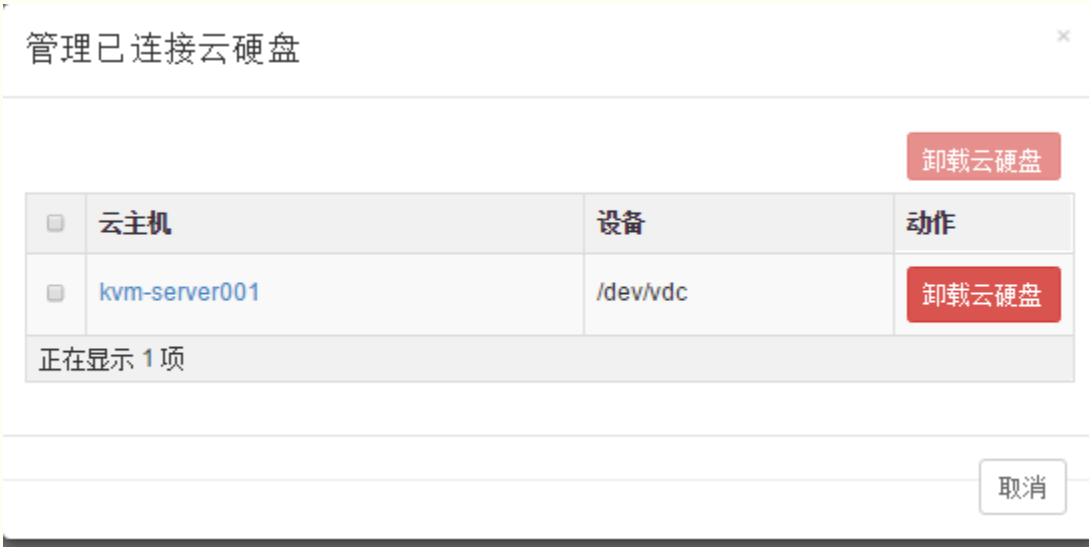 管理已连接云硬盘
×
卸载云硬盘
云主机 设备 动作
kvm-server001 /dev/vdc 卸载云硬盘
正在显示 1 项
取消